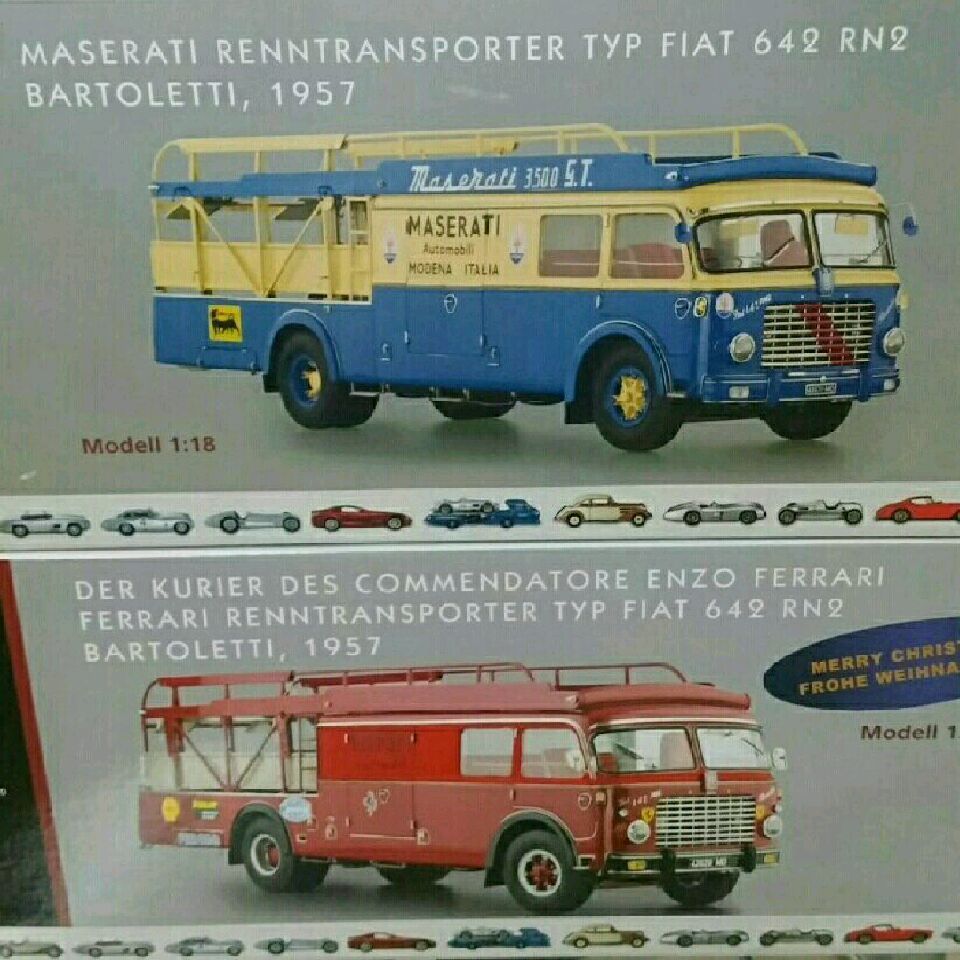 MASERATI RENNTRANSPORTER TYP FIAT 642 RN2
BARTOLETTI, 1957
Maserati 3500 G.T.
MASERATI
Automobili
MODENA ITALIA
Modell 1:18
DER KURIER DES COMMENDATORE ENZO FERRARI
FERRARI RENNTRANSPORTER TYP FIAT 642 RN2
BARTOLETTI, 1957
MERRY CHRIST
FROHE WEIHNA
Modell 1: